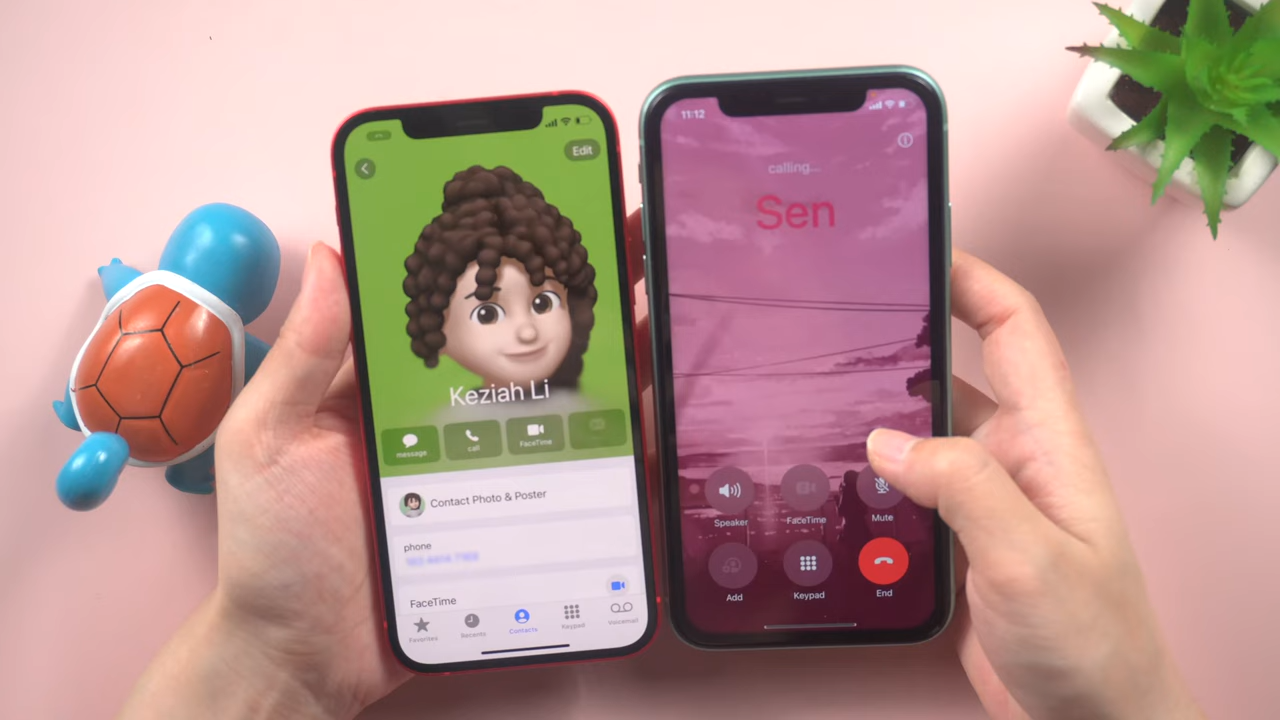 Edit
Keziah Li
message
call
FaceTime
Contact Photo & Poster
phone
FaceTime
Favorites
Recents
Contacts
Keypad
Voicemail
11:12
calling...
Sen
Speaker
FaceTime
Mute
Add
Keypad
End